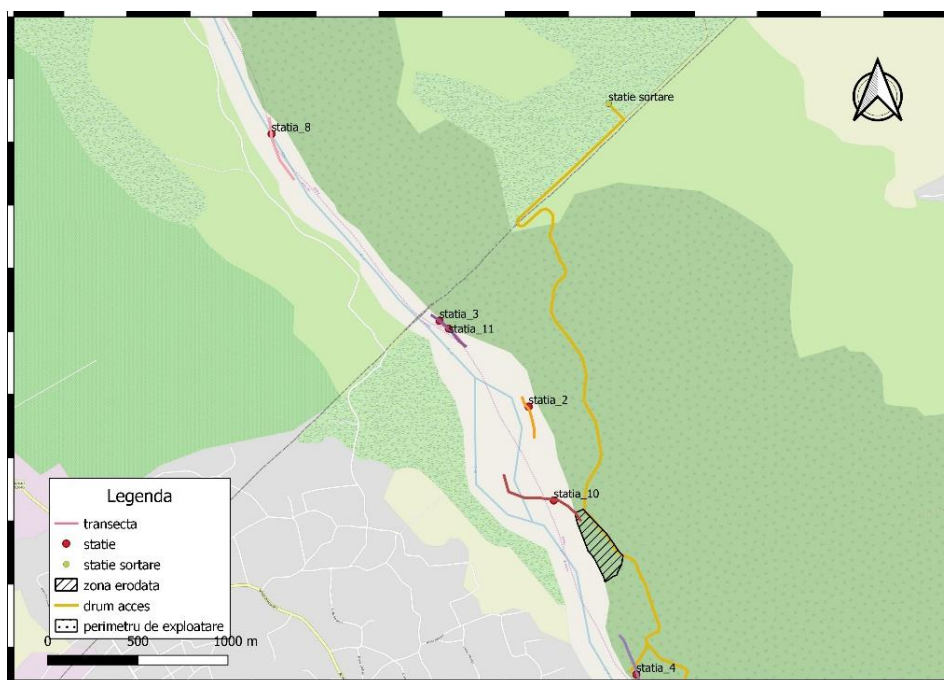 statie sortare
statia_8
statia_3
statia_11
statia_2
statia_10
statia_4
Legenda
transecta
statie
statie sortare
zona erodata
drum acces
perimetru de exploatare
0 500 1000 m